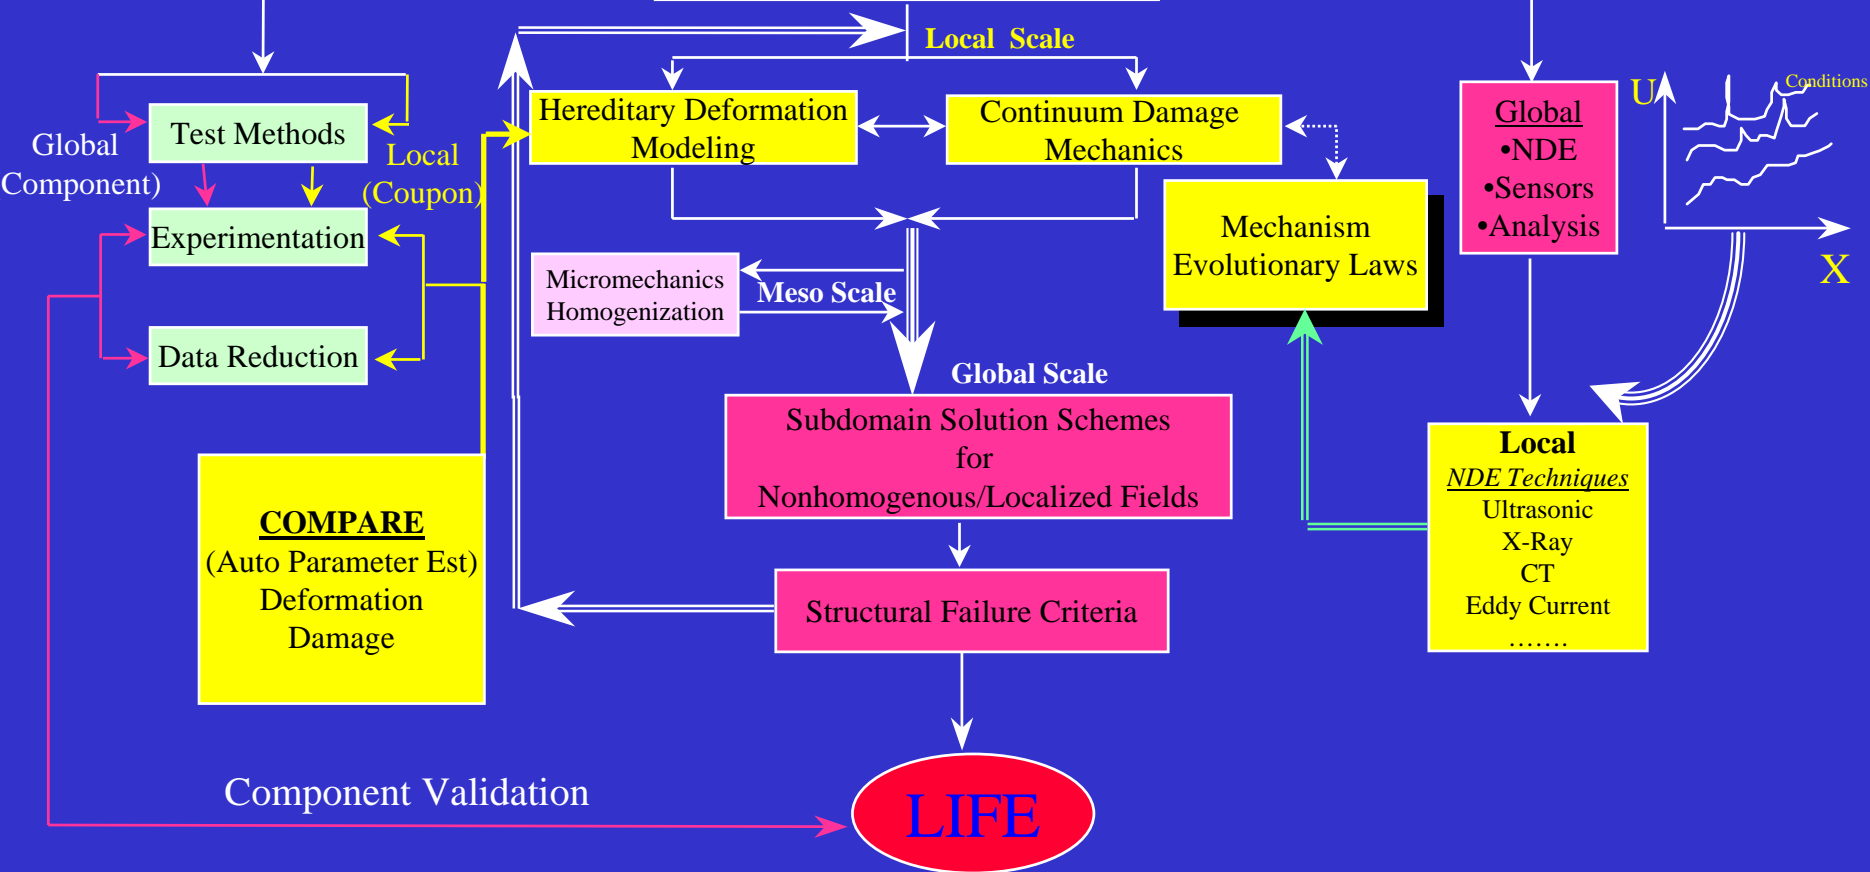 Global
Component)
Test Methods
Local
(Coupon)
Experimentation
Data Reduction
COMPARE
(Auto Parameter Est)
Deformation
Damage
Component Validation
Local Scale
Hereditary Deformation
Modeling
Continuum Damage
Mechanics
Mechanism
Evolutionary Laws
Micromechanics
Homogenization
Meso Scale
Global Scale
Subdomain Solution Schemes
for
Nonhomogenous/Localized Fields
Structural Failure Criteria
LIFE
Global
•NDE
•Sensors
•Analysis
U
Conditions
X
Local
NDE Techniques
Ultrasonic
X-Ray
CT
Eddy Current
…….